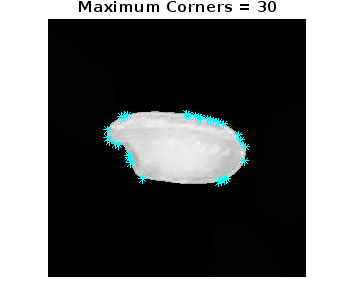 Maximum Corners = 30